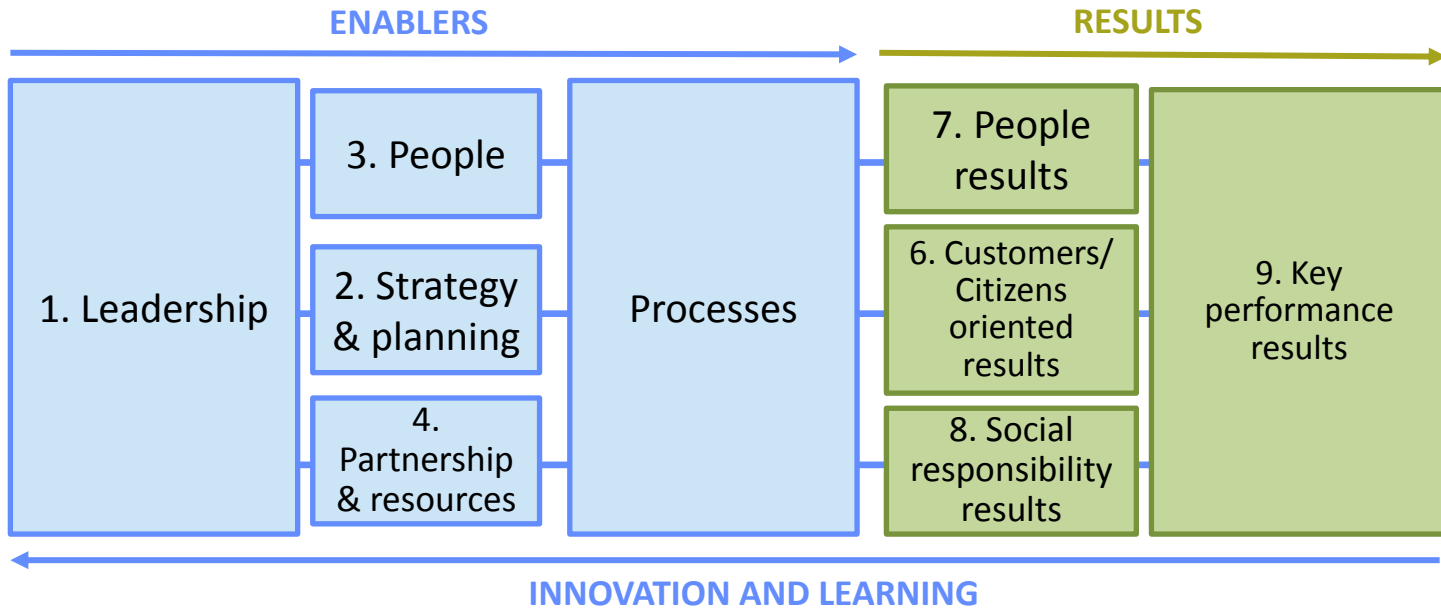 ENABLERS
RESULTS
1. Leadership
3. People
2. Strategy
& planning
4.
Partnership
& resources
Processes
7. People
results
6. Customers/
Citizens
oriented
results
8. Social
responsibility
results
9. Key
performance
results
INNOVATION AND LEARNING